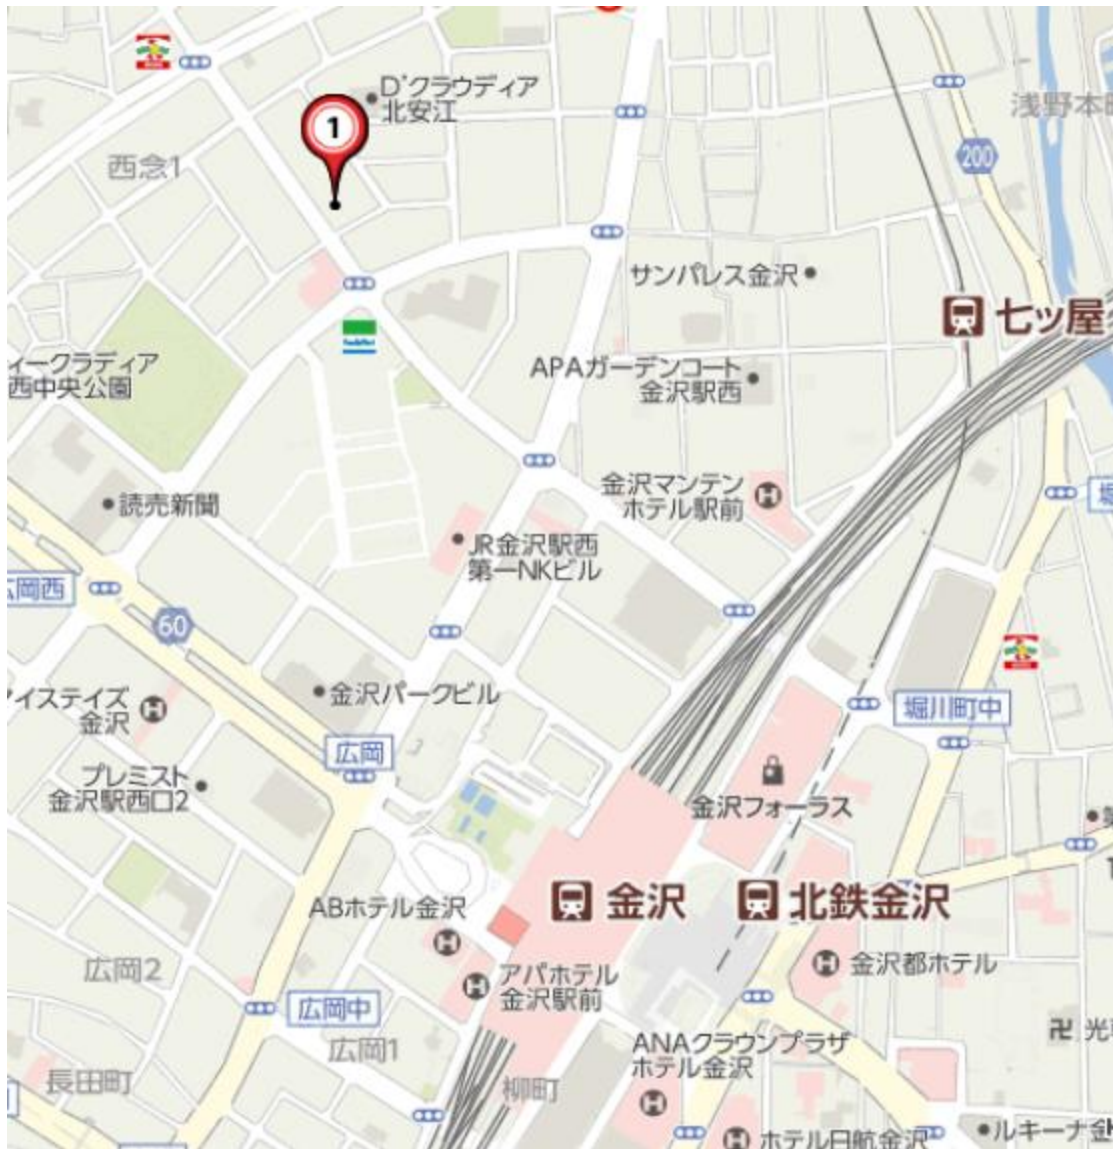 D'クラウディア
北安江
1
西念1
浅野本
200
サンパレス金沢
七ッ屋
ィークラディア
西中央公園
FamilyMart
APAガーデンコート
金沢駅西
読売新聞
金沢マンテン
ホテル駅前
JR金沢駅西
第一NKビル
広岡西
60
イステイズ
金沢
金沢パークビル
堀川町中
広岡
プレミスト
金沢駅西口2
金沢フォーラス
ABホテル金沢
金沢
北鉄金沢
広岡2
アパホテル
金沢駅前
金沢都ホテル
広岡中
広岡1
ANAクラウンプラザ
ホテル金沢
光
長田町
柳町
ホテル日航金沢
ルキーナ金